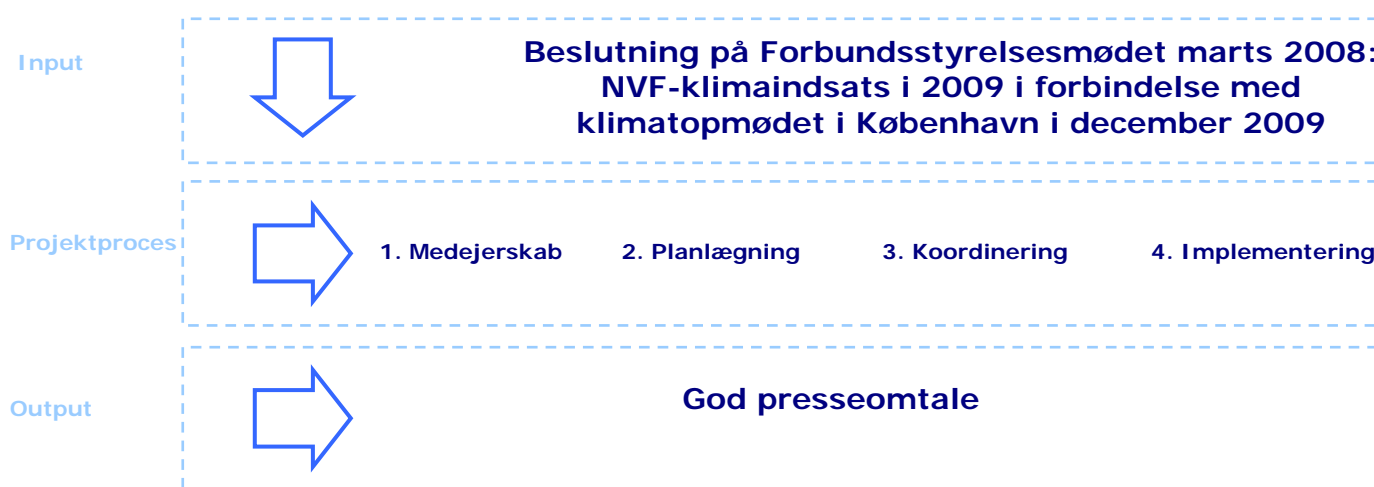 Input
Beslutning på Forbundsstyrelsesmødet marts 2008:
NVF-klimaindsats i 2009 i forbindelse med
klimatopmødet i København i december 2009
Projektproces
1. Medejerskab 2. Planlægning 3. Koordinering 4. Implementering
Output
God presseomtale